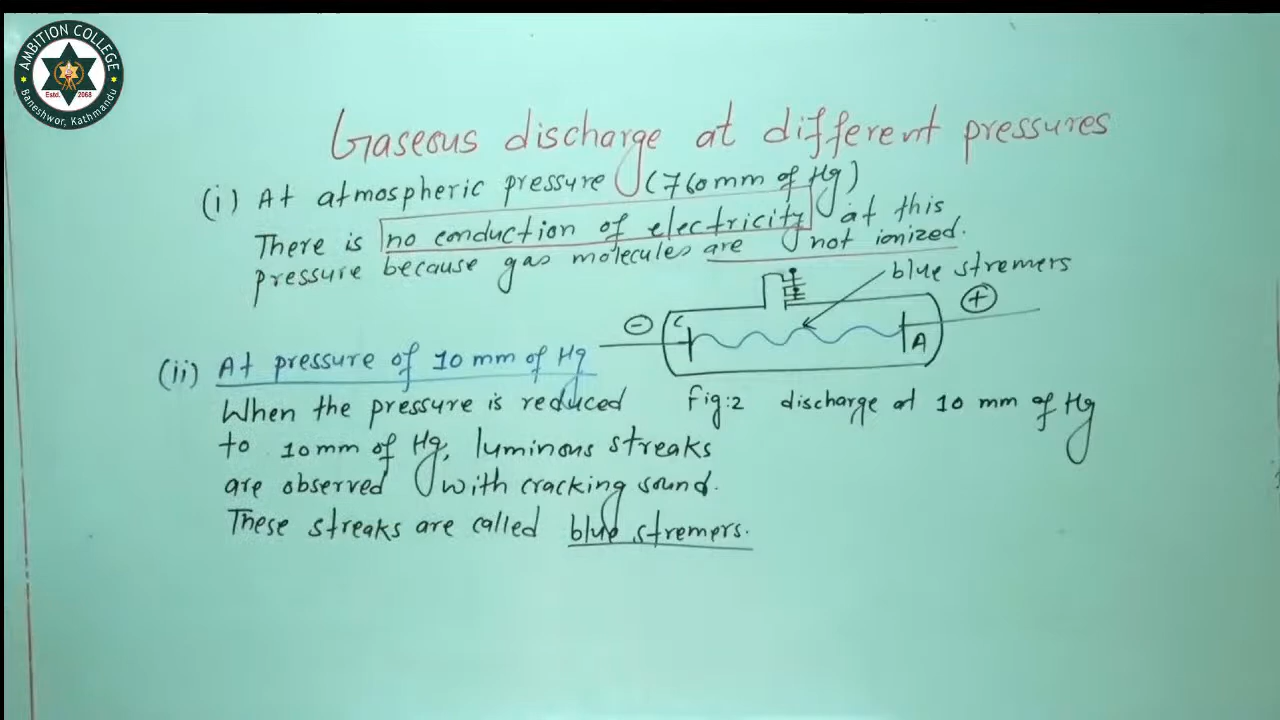 AMBITION COLLEGE
Estd. 2068
Baneshwor, Kathmandu
Gaseous discharge at different pressures
(i) At atmospheric pressure (760mm of Hg)
There is no conduction of electricity at this
pressure because gas molecules are not ionized.
blue stremers
⊖ C A ⊕
(ii) At pressure of 10 mm of Hg
When the pressure is reduced
Fig:2 discharge at 10 mm of Hg
to 10mm of Hg, luminous streaks
are observed with cracking sound.
These streaks are called blue stremers.